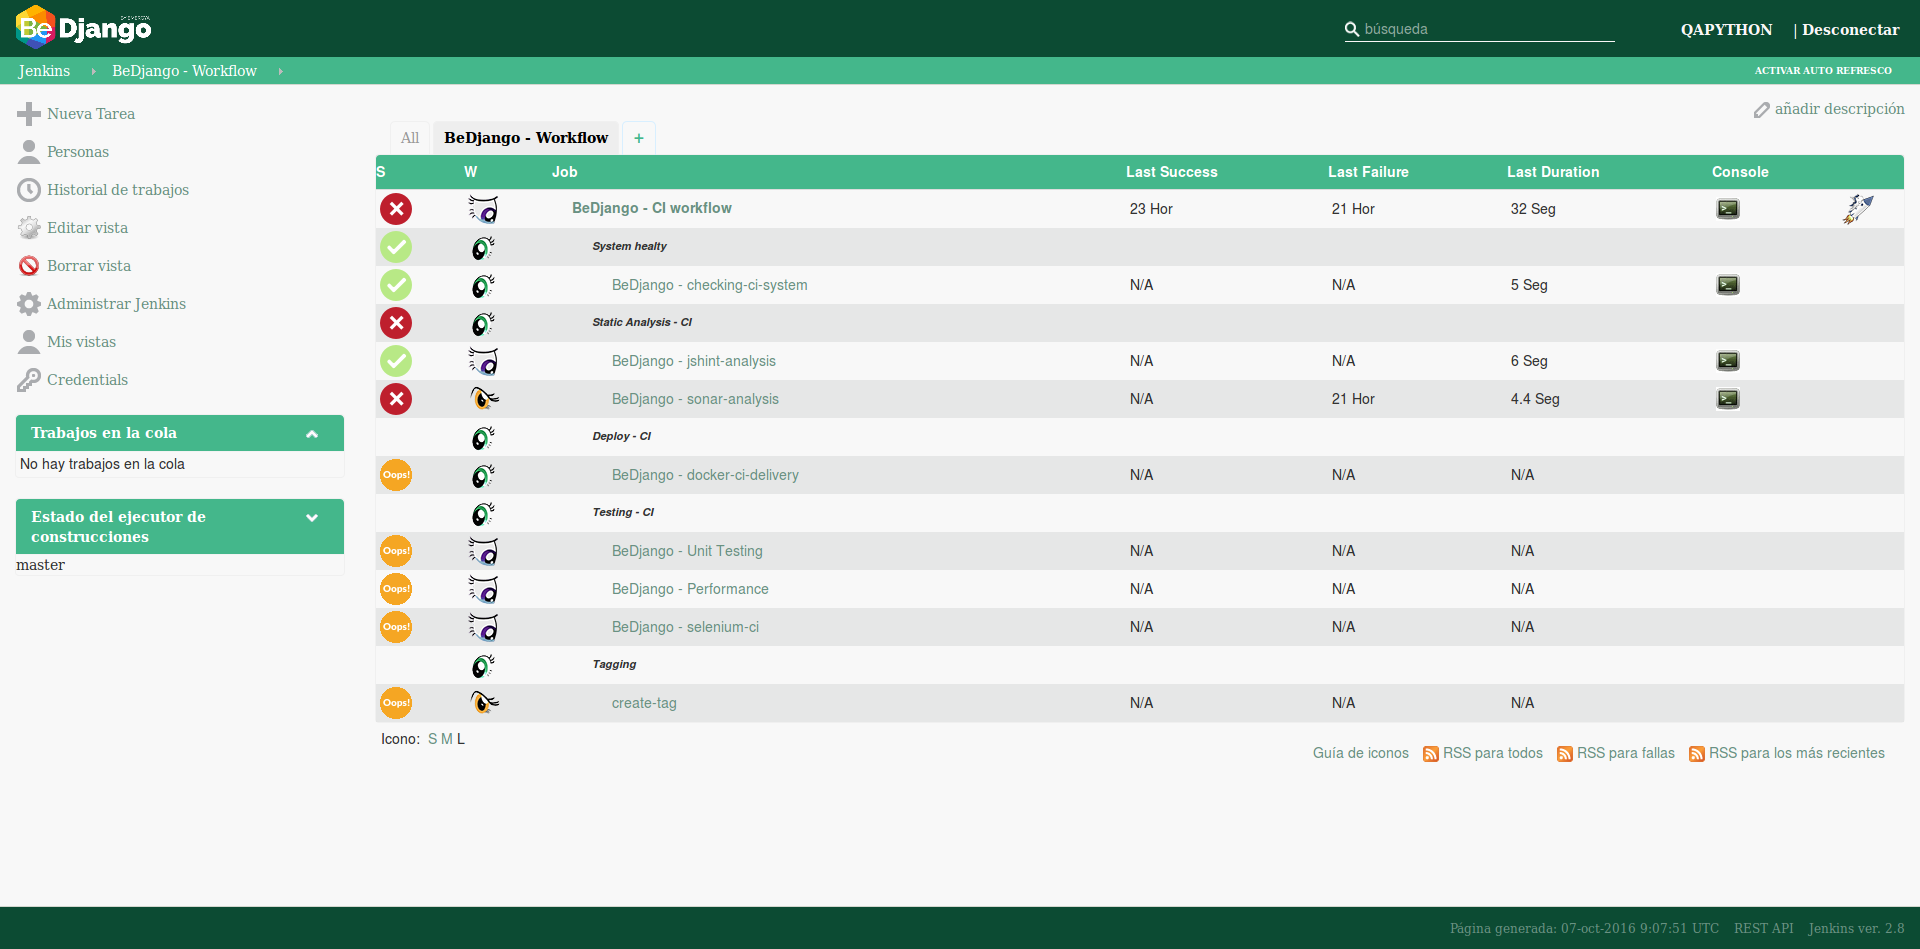 BeDjango
búsqueda
QAPYTHON | Desconectar
Jenkins BeDjango - Workflow
ACTIVAR AUTO REFRESCO
Nueva Tarea
Personas
Historial de trabajos
Editar vista
Borrar vista
Administrar Jenkins
Mis vistas
Credentials
Trabajos en la cola
No hay trabajos en la cola
Estado del ejecutor de
construcciones
master
añadir descripción
All BeDjango - Workflow +
S W Job Last Success Last Failure Last Duration Console
BeDjango - CI workflow 23 Hor 21 Hor 32 Seg
System healty
BeDjango - checking-ci-system N/A N/A 5 Seg
Static Analysis - CI
BeDjango - jshint-analysis N/A N/A 6 Seg
BeDjango - sonar-analysis N/A 21 Hor 4.4 Seg
Deploy - CI
Oops! BeDjango - docker-ci-delivery N/A N/A N/A
Testing - CI
Oops! BeDjango - Unit Testing N/A N/A N/A
Oops! BeDjango - Performance N/A N/A N/A
Oops! BeDjango - selenium-ci N/A N/A N/A
Tagging
Oops! create-tag N/A N/A N/A
Icono: S M L
Guía de iconos RSS para todos RSS para fallas RSS para los más recientes
Página generada: 07-oct-2016 9:07:51 UTC REST API Jenkins ver. 2.8